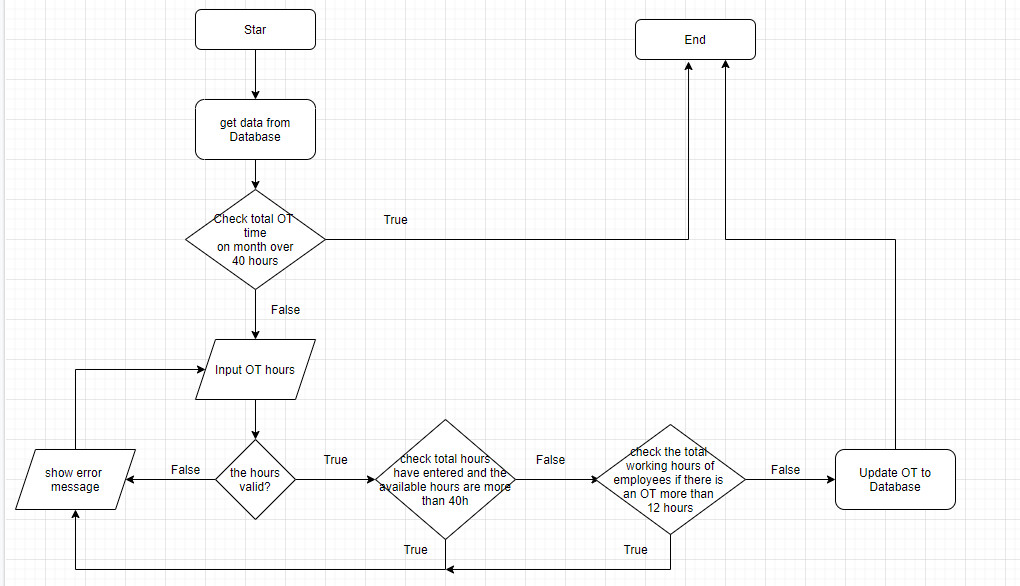 Star
End
get data from
Database
Check total OT
time
on month over
40 hours
True
False
Input OT hours
show error
message
False
the hours
valid?
True
check total hours
have entered and the
available hours are more
than 40h
False
check the total
working hours of
employees if there is
an OT more than
12 hours
False
Update OT to
Database
True
True